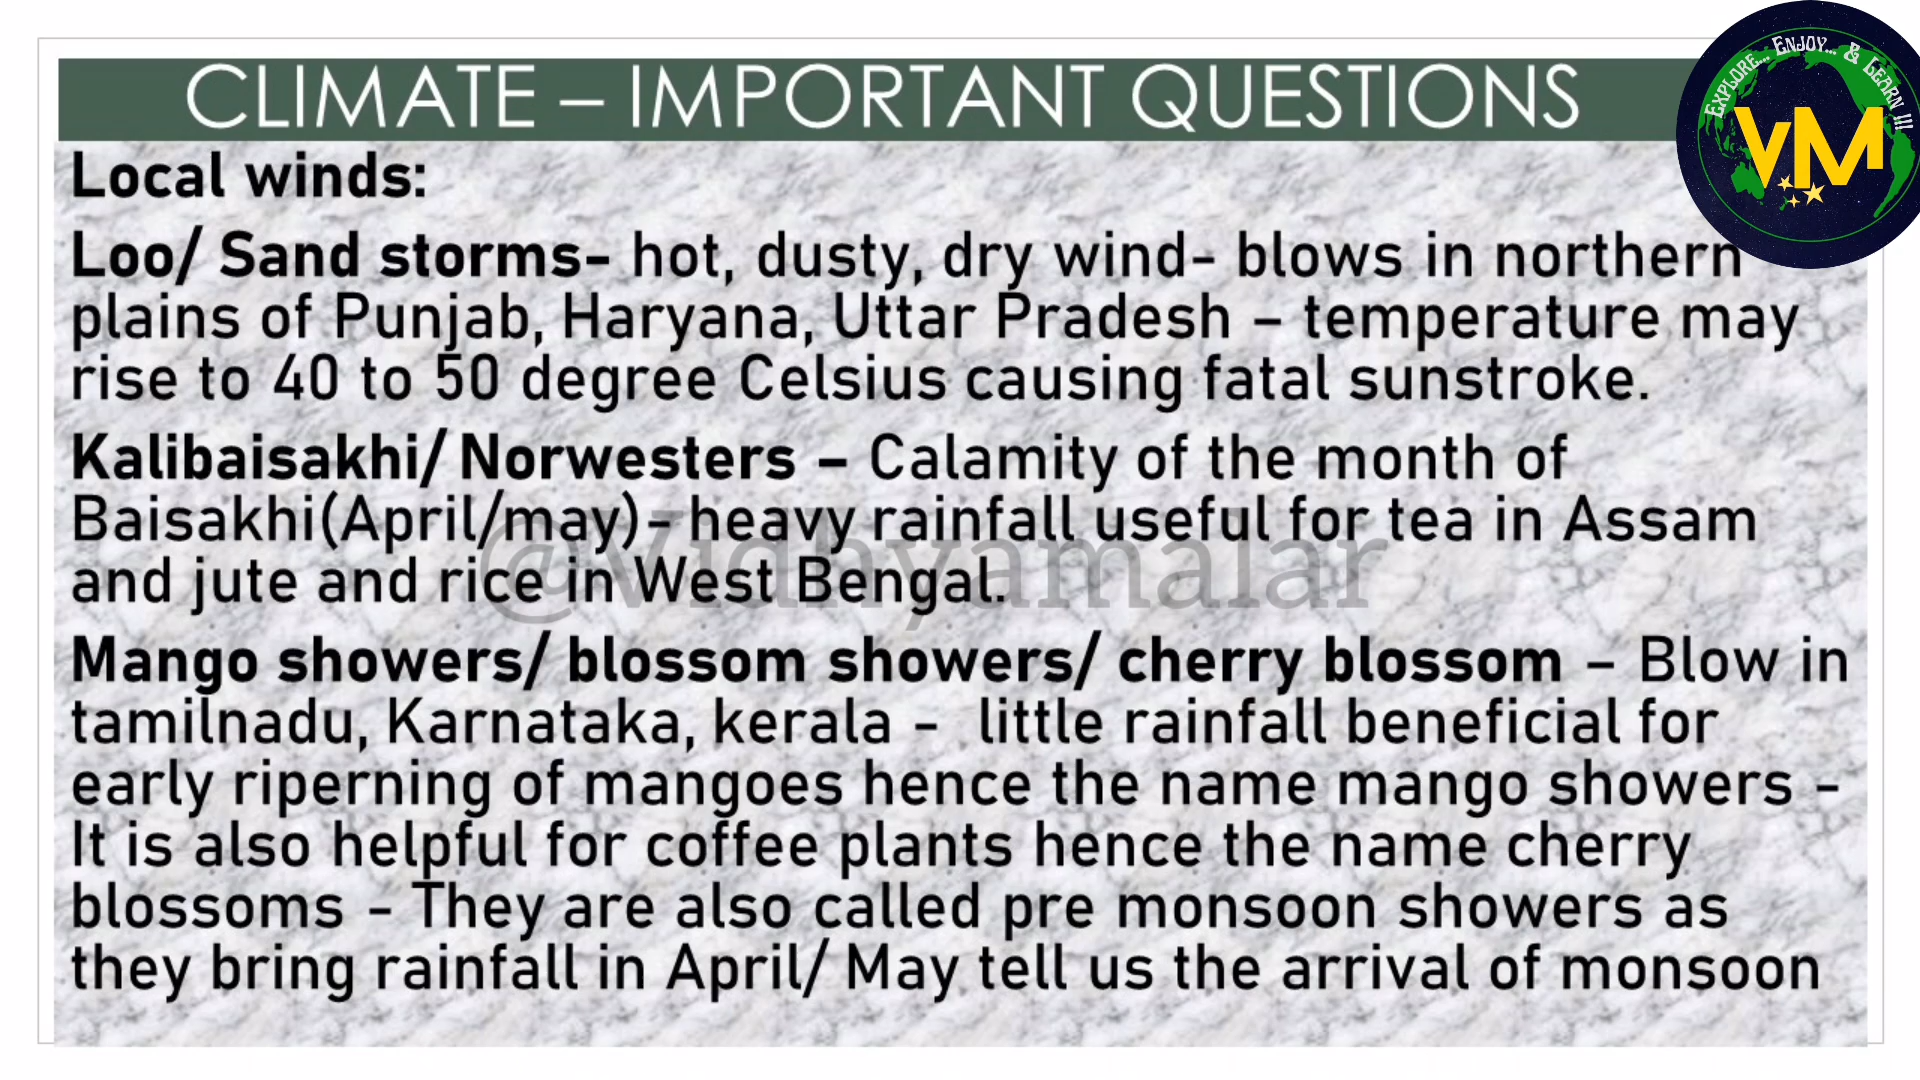 CLIMATE – IMPORTANT QUESTIONS
EXPLORE... ENJOY... & LEARN !!!
VM
Local winds:
Loo/ Sand storms- hot, dusty, dry wind- blows in northern
plains of Punjab, Haryana, Uttar Pradesh – temperature may
rise to 40 to 50 degree Celsius causing fatal sunstroke.
Kalibaisakhi/ Norwesters – Calamity of the month of
Baisakhi(April/may)- heavy rainfall useful for tea in Assam
and jute and rice in West Bengal.
@Vidhyamalar
Mango showers/ blossom showers/ cherry blossom – Blow in
tamilnadu, Karnataka, kerala - little rainfall beneficial for
early riperning of mangoes hence the name mango showers -
It is also helpful for coffee plants hence the name cherry
blossoms - They are also called pre monsoon showers as
they bring rainfall in April/ May tell us the arrival of monsoon